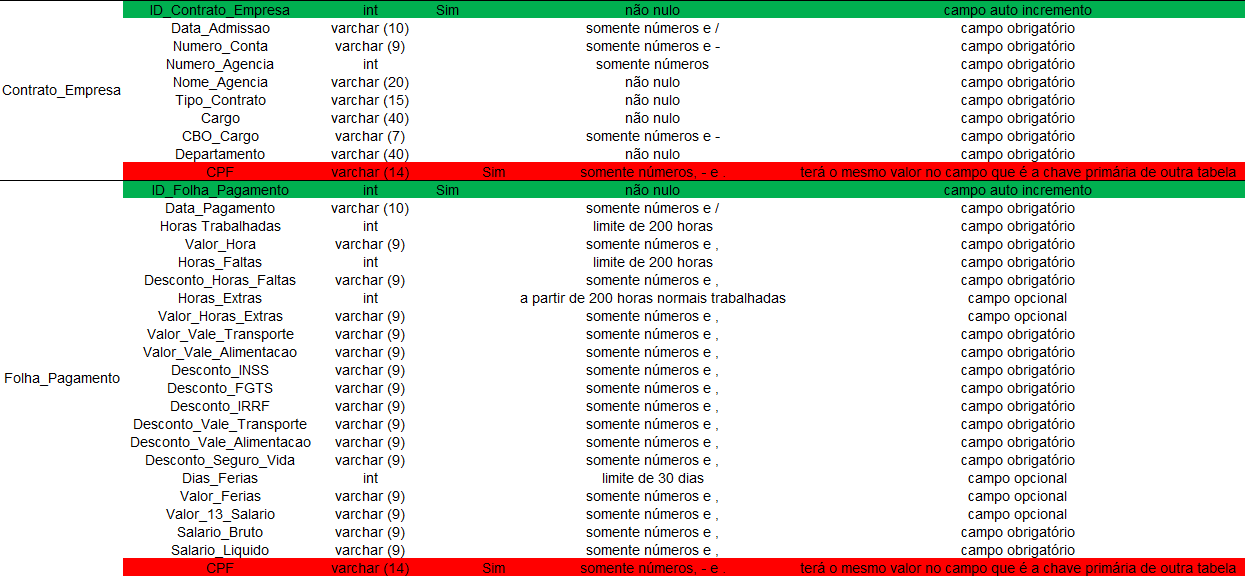 ID_Contrato_Empresa int Sim não nulo campo auto incremento
Data_Admissao varchar (10) somente números e / campo obrigatório
Numero_Conta varchar (9) somente números e - campo obrigatório
Numero_Agencia int somente números campo obrigatório
Nome_Agencia varchar (20) não nulo campo obrigatório
Contrato_Empresa
Tipo_Contrato varchar (15) não nulo campo obrigatório
Cargo varchar (40) não nulo campo obrigatório
CBO_Cargo varchar (7) somente números e - campo obrigatório
Departamento varchar (40) não nulo campo obrigatório
CPF varchar (14) Sim somente números, - e . terá o mesmo valor no campo que é a chave primária de outra tabela
ID_Folha_Pagamento int Sim não nulo campo auto incremento
Data_Pagamento varchar (10) somente números e / campo obrigatório
Horas Trabalhadas int limite de 200 horas campo obrigatório
Valor_Hora varchar (9) somente números e , campo obrigatório
Horas_Faltas int limite de 200 horas campo obrigatório
Desconto_Horas_Faltas varchar (9) somente números e , campo obrigatório
Horas_Extras int a partir de 200 horas normais trabalhadas campo opcional
Valor_Horas_Extras varchar (9) somente números e , campo opcional
Valor_Vale_Transporte varchar (9) somente números e , campo obrigatório
Valor_Vale_Alimentacao varchar (9) somente números e , campo obrigatório
Desconto_INSS varchar (9) somente números e , campo obrigatório
Folha_Pagamento
Desconto_FGTS varchar (9) somente números e , campo obrigatório
Desconto_IRRF varchar (9) somente números e , campo obrigatório
Desconto_Vale_Transporte varchar (9) somente números e , campo obrigatório
Desconto_Vale_Alimentacao varchar (9) somente números e , campo obrigatório
Desconto_Seguro_Vida varchar (9) somente números e , campo obrigatório
Dias_Ferias int limite de 30 dias campo opcional
Valor_Ferias varchar (9) somente números e , campo opcional
Valor_13_Salario varchar (9) somente números e , campo opcional
Salario_Bruto varchar (9) somente números e , campo obrigatório
Salario_Liquido varchar (9) somente números e , campo obrigatório
CPF varchar (14) Sim somente números, - e . terá o mesmo valor no campo que é a chave primária de outra tabela